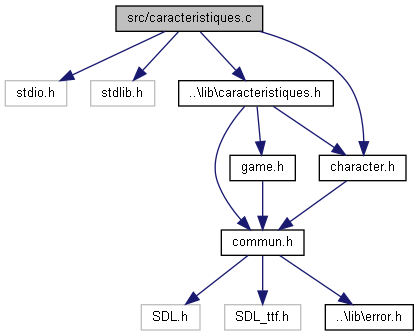 src/caracteristiques.c
stdio.h
stdlib.h
..\lib\caracteristiques.h
game.h
character.h
commun.h
SDL.h
SDL_ttf.h
..\lib\error.h